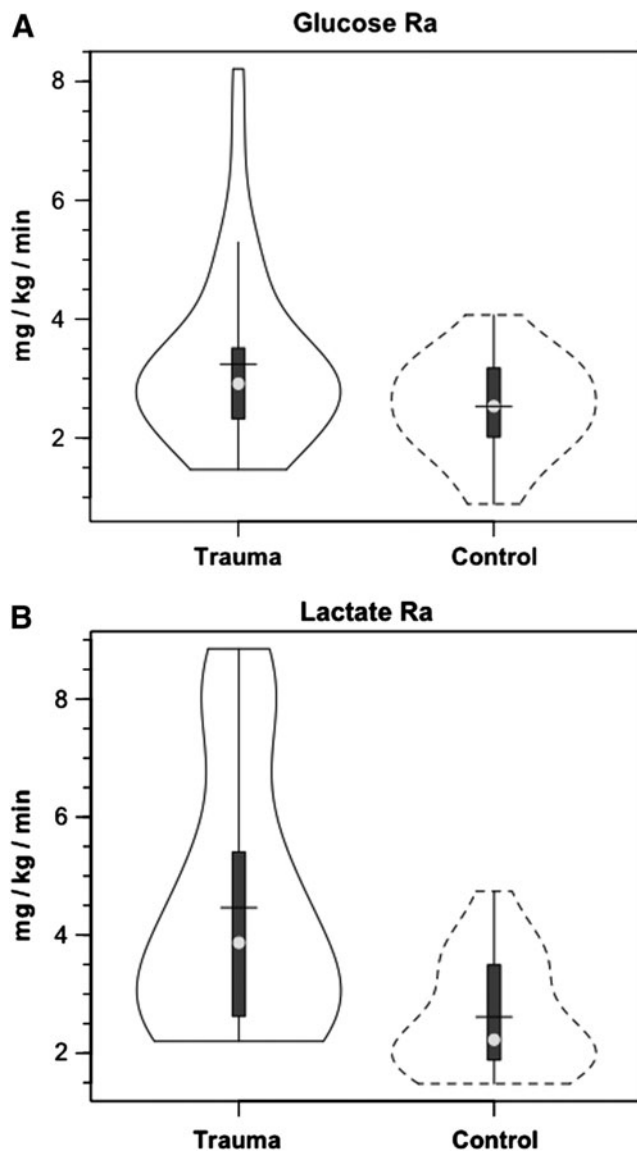 A
Glucose Ra
8
6
4
2
mg / kg / min
Trauma Control
B
Lactate Ra
8
6
4
2
mg / kg / min
Trauma Control